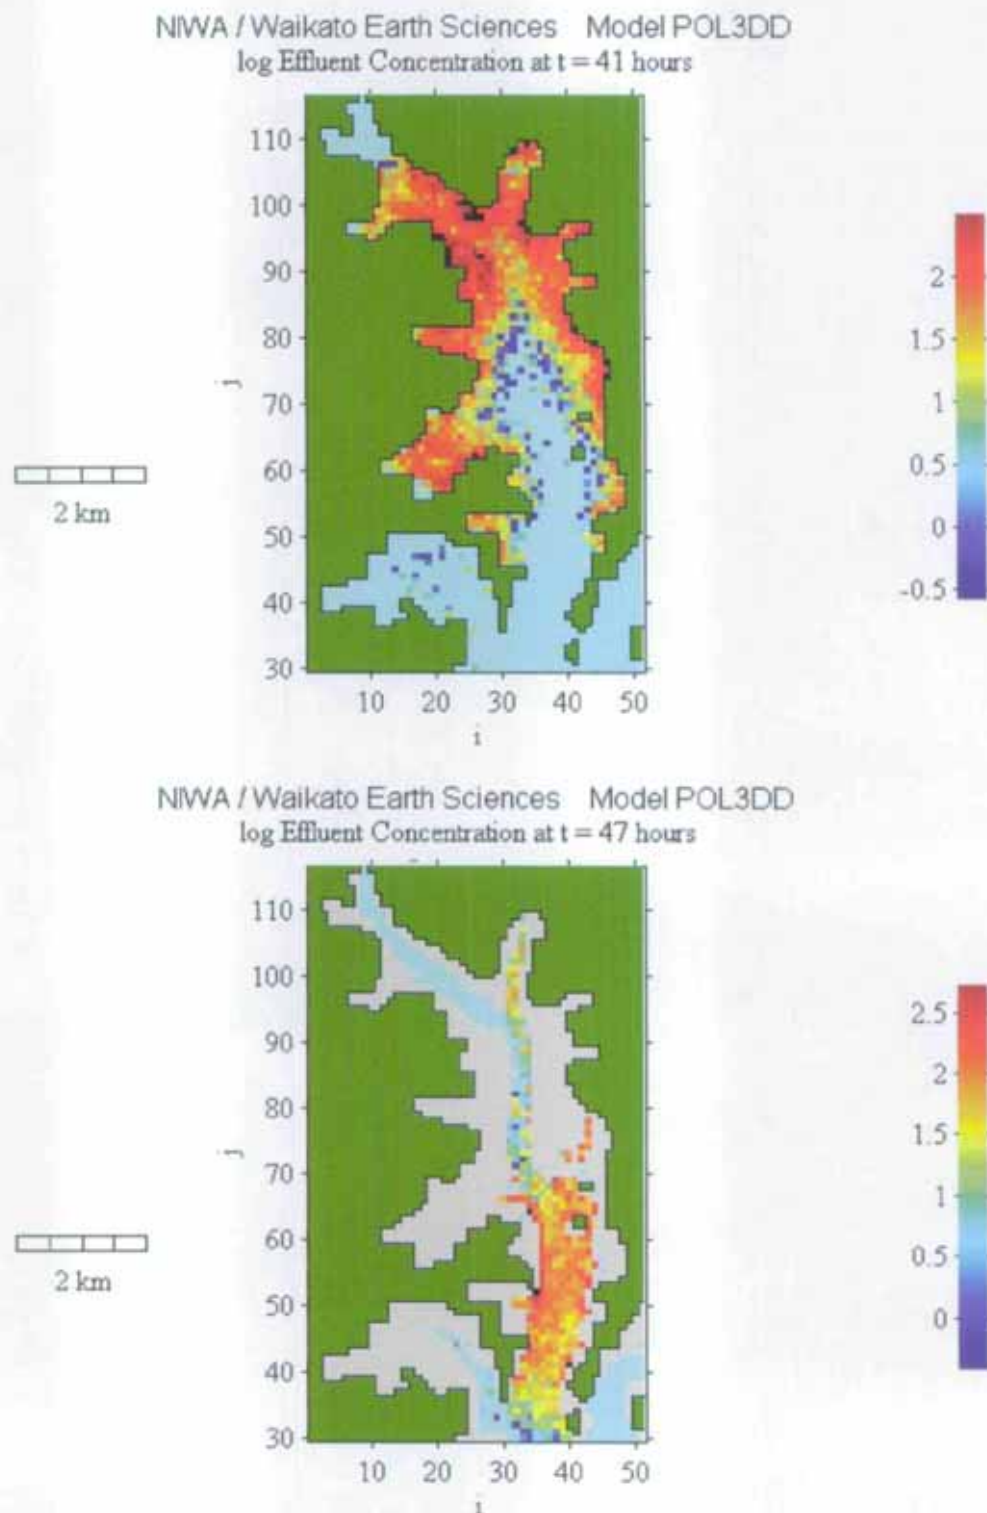 NIWA / Waikato Earth Sciences Model POL3DD
log Effluent Concentration at t = 41 hours
110
100
90
80
70
60
50
40
30
j
10 20 30 40 50
i
2 km
2
1.5
1
0.5
0
-0.5
NIWA / Waikato Earth Sciences Model POL3DD
log Effluent Concentration at t = 47 hours
110
100
90
80
70
60
50
40
30
j
10 20 30 40 50
i
2 km
2.5
2
1.5
1
0.5
0